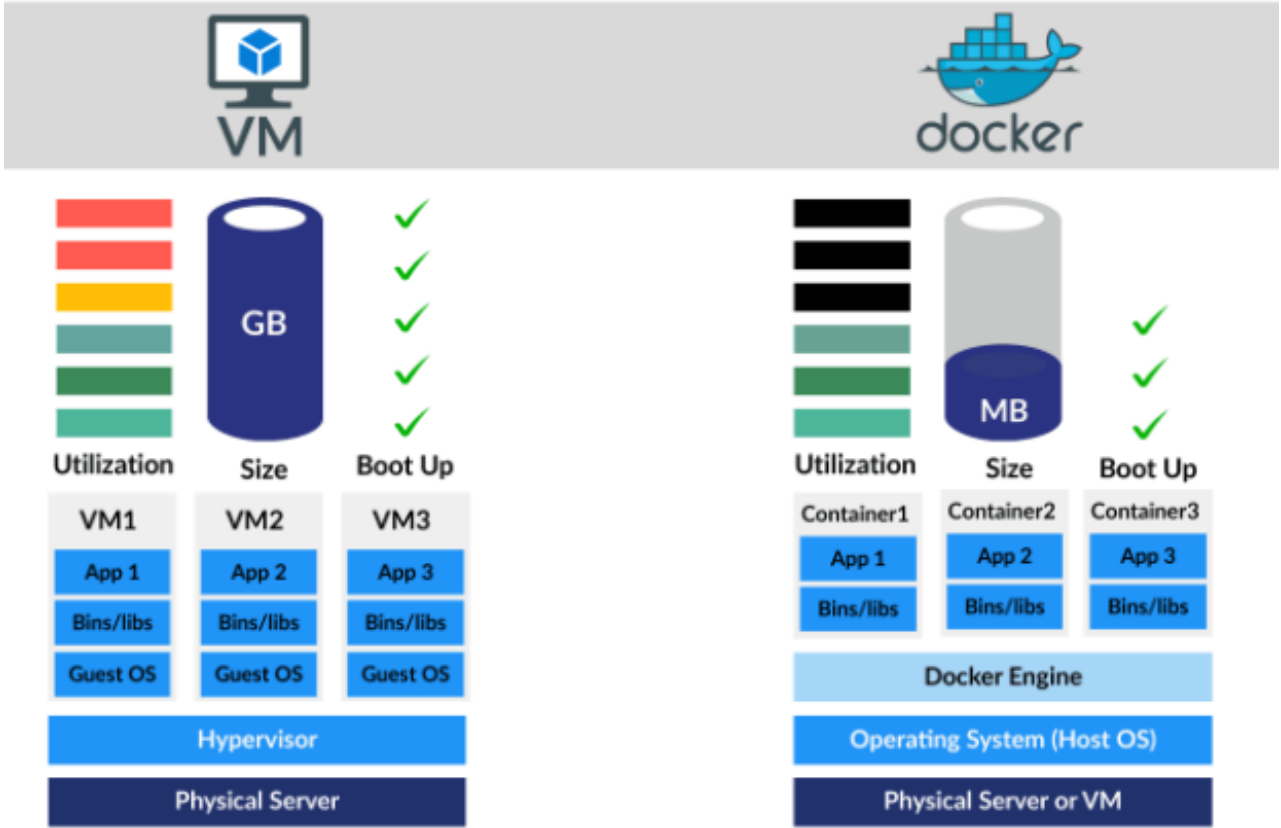 VM
docker
GB
Utilization
Size
Boot Up
VM1
VM2
VM3
App 1
App 2
App 3
Bins/libs
Bins/libs
Bins/libs
Guest OS
Guest OS
Guest OS
Hypervisor
Physical Server
MB
Utilization
Size
Boot Up
Container1
Container2
Container3
App 1
App 2
App 3
Bins/libs
Bins/libs
Bins/libs
Docker Engine
Operating System (Host OS)
Physical Server or VM